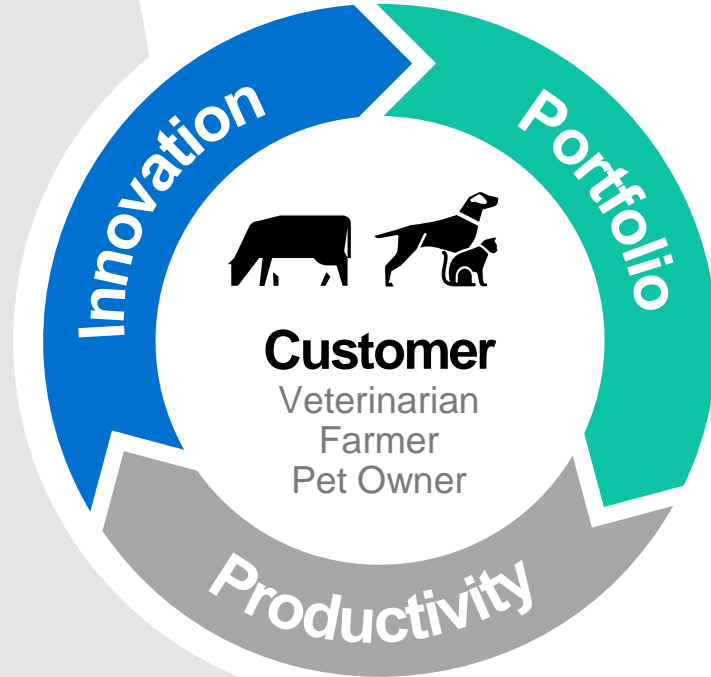 Innovation
Portfolio
Customer
Veterinarian
Farmer
Pet Owner
Productivity